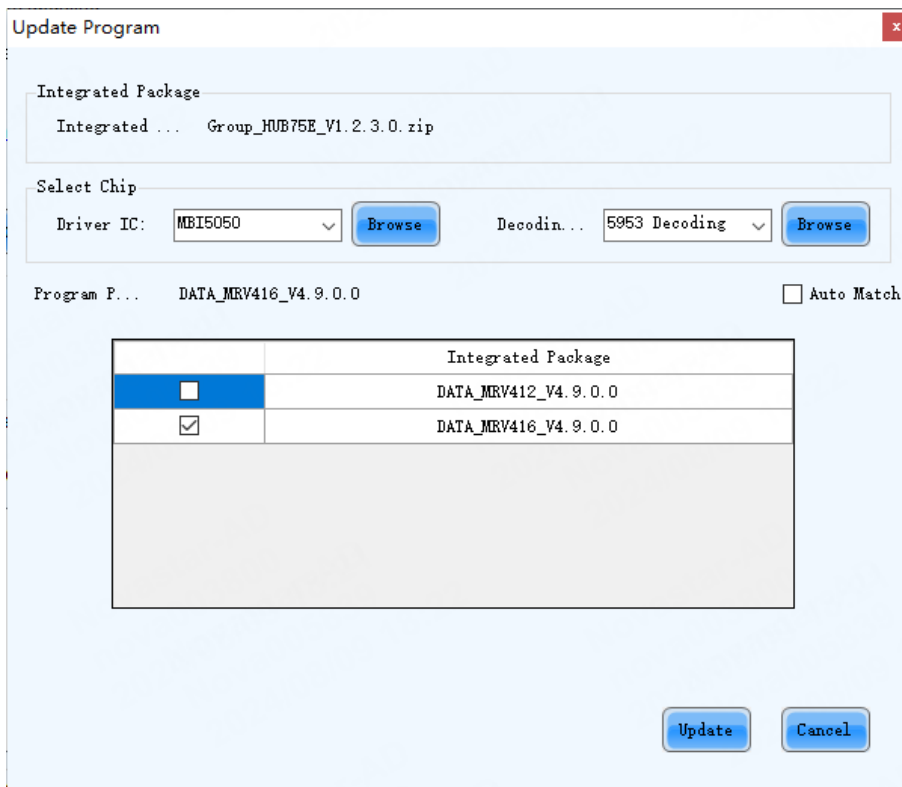 Update Program
x
Integrated Package
Integrated ... Group_HUB75E_V1.2.3.0.zip
Select Chip
Driver IC: MBI5050 Browse Decodin... 5953 Decoding Browse
Program P... DATA_MRV416_V4.9.0.0 Auto Match
Integrated Package
DATA_MRV412_V4.9.0.0
DATA_MRV416_V4.9.0.0
Update Cancel